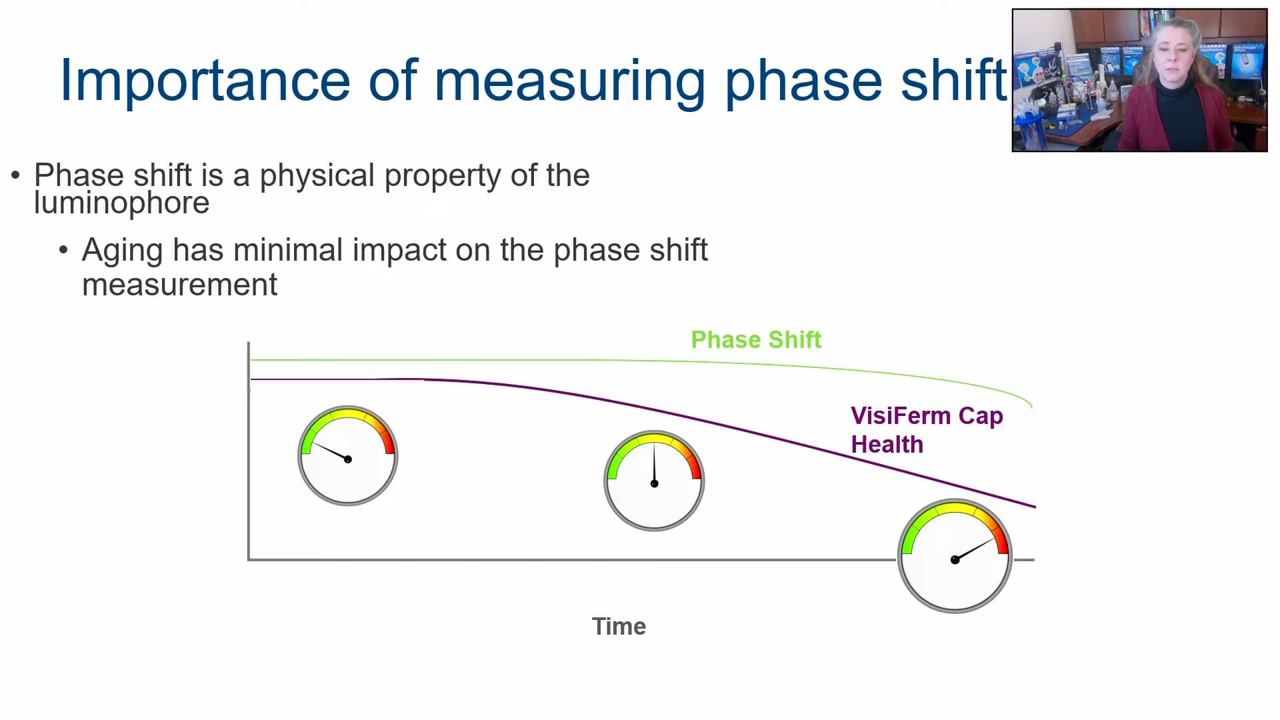 Importance of measuring phase shift
• Phase shift is a physical property of the
luminophore
• Aging has minimal impact on the phase shift
measurement
Phase Shift
VisiFerm Cap
Health
Time